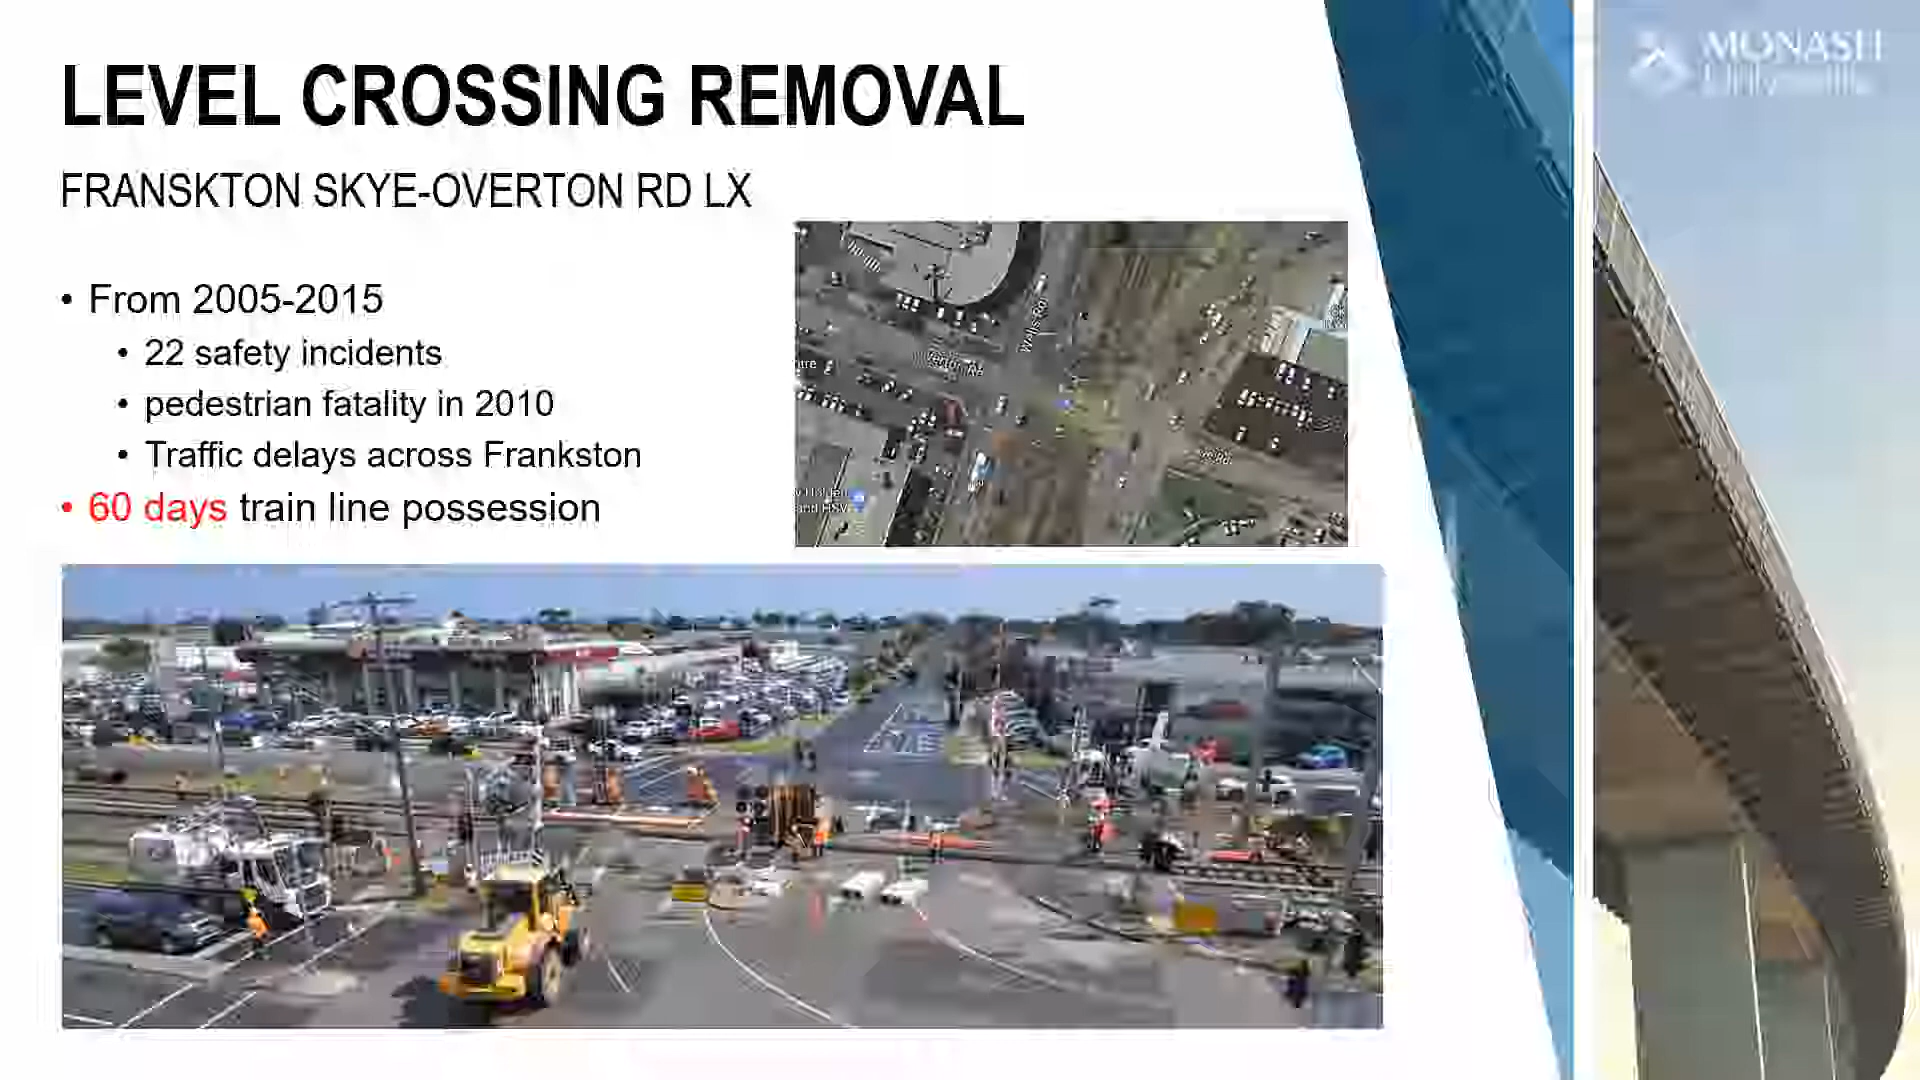 MONASH
University
LEVEL CROSSING REMOVAL
FRANSKTON SKYE-OVERTON RD LX
• From 2005-2015
• 22 safety incidents
• pedestrian fatality in 2010
• Traffic delays across Frankston
• 60 days train line possession
Wells Rd